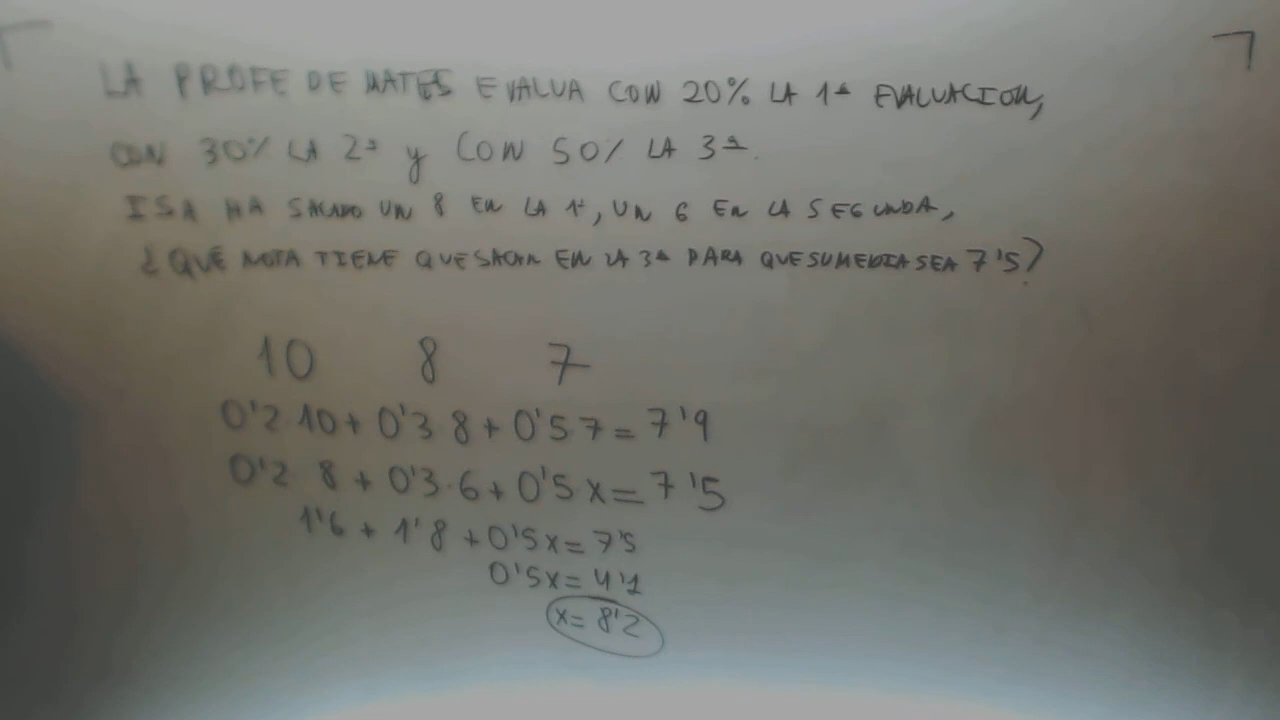 LA PROFE DE MATES EVALUA CON 20% LA 1ª EVALUACION,
CON 30% LA 2ª y CON 50% LA 3ª.
ISA HA SACADO UN 8 EN LA 1ª, UN 6 EN LA SEGUNDA,
¿QUÉ NOTA TIENE QUE SACAR EN LA 3ª PARA QUE SU MEDIA SEA 7'5?
10 8 7
0'2·10+0'3·8+0'5·7=7'9
0'2·8+0'3·6+0'5·x=7'5
1'6+1'8+0'5x=7'5
0'5x=4'1
x=8'2